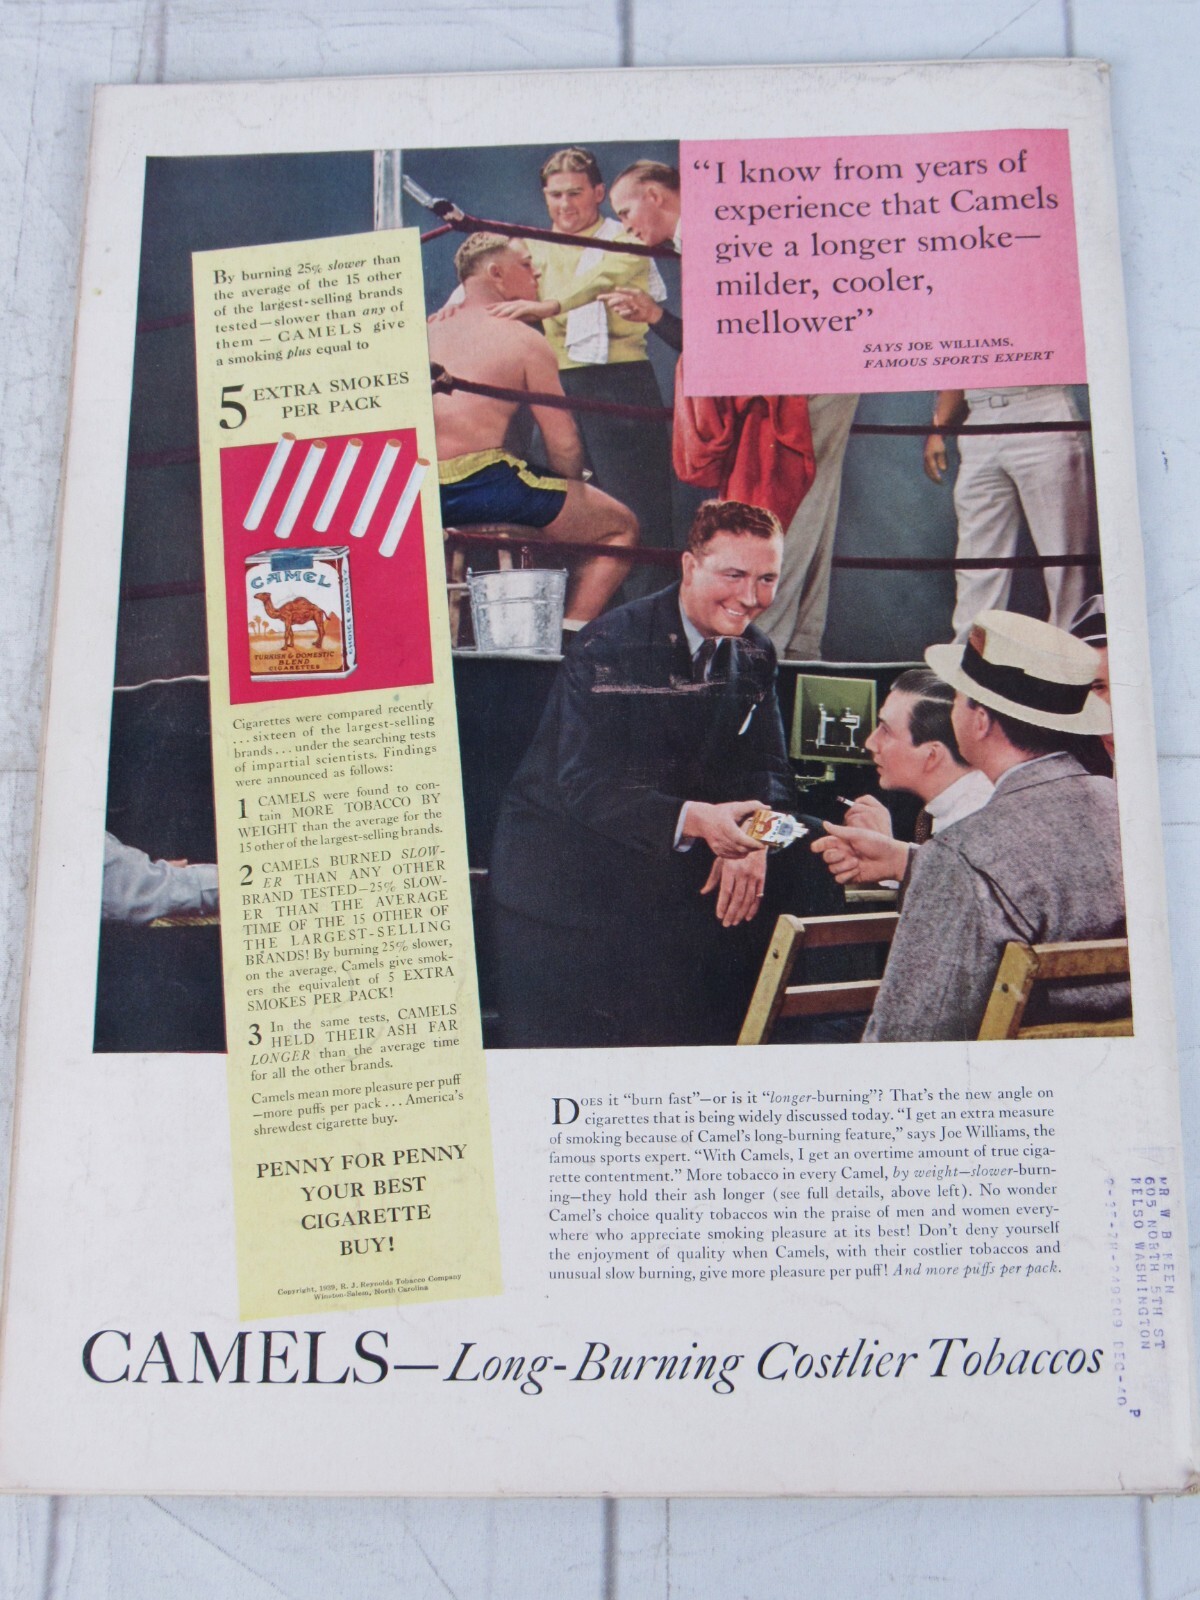 “I know from years of
experience that Camels
give a longer smoke—
milder, cooler,
mellower”
SAYS JOE WILLIAMS,
FAMOUS SPORTS EXPERT
By burning 25% slower than
the average of the 15 other
of the largest-selling brands
tested—slower than any of
them — CAMELS give
a smoking plus equal to
5 EXTRA SMOKES
PER PACK
CAMEL
CHOICE QUALITY
TURKISH & DOMESTIC
BLEND
CIGARETTES
Cigarettes were compared recently
...sixteen of the largest-selling
brands...under the searching tests
of impartial scientists. Findings
were announced as follows:
1 CAMELS were found to con-
tain MORE TOBACCO BY
WEIGHT than the average for the
15 other of the largest-selling brands.
2 CAMELS BURNED SLOW-
ER THAN ANY OTHER
BRAND TESTED—25% SLOW-
ER THAN THE AVERAGE
TIME OF THE 15 OTHER OF
THE LARGEST-SELLING
BRANDS! By burning 25% slower,
on the average, Camels give smok-
ers the equivalent of 5 EXTRA
SMOKES PER PACK!
3 In the same tests, CAMELS
HELD THEIR ASH FAR
LONGER than the average time
for all the other brands.
Camels mean more pleasure per puff
—more puffs per pack...America's
shrewdest cigarette buy.
PENNY FOR PENNY
YOUR BEST
CIGARETTE
BUY!
Copyright, 1939, R. J. Reynolds Tobacco Company
Winston-Salem, North Carolina
DOES it “burn fast”—or is it “longer-burning”? That's the new angle on
cigarettes that is being widely discussed today. “I get an extra measure
of smoking because of Camel's long-burning feature,” says Joe Williams, the
famous sports expert. “With Camels, I get an overtime amount of true ciga-
rette contentment.” More tobacco in every Camel, by weight—slower-burn-
ing—they hold their ash longer (see full details, above left). No wonder
Camel's choice quality tobaccos win the praise of men and women every-
where who appreciate smoking pleasure at its best! Don't deny yourself
the enjoyment of quality when Camels, with their costlier tobaccos and
unusual slow burning, give more pleasure per puff! And more puffs per pack.
CAMELS—Long-Burning Costlier Tobaccos
MR W B NEEN
605 NORTH 5TH ST
KELSO WASHINGTON
DEC-40
P